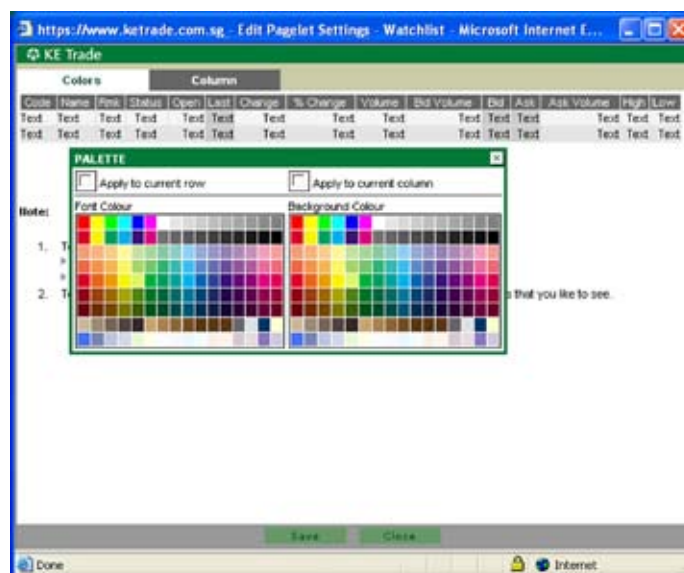 https://www.ketrade.com.sg - Edit Pagelet Settings - Watchlist - Microsoft Internet E...
KE Trade
Colors Column
Code Name Rmk Status Open Last Change % Change Volume Bid Volume Bid Ask Ask Volume High Low
Text Text Text Text Text Text Text Text Text Text Text Text Text Text Text
Text Text Text Text Text Text Text Text Text Text Text Text Text Text Text
PALETTE
Apply to current row Apply to current column
Note:
Font Colour Background Colour
1.
2. s that you like to see.
Save Close
Done Internet